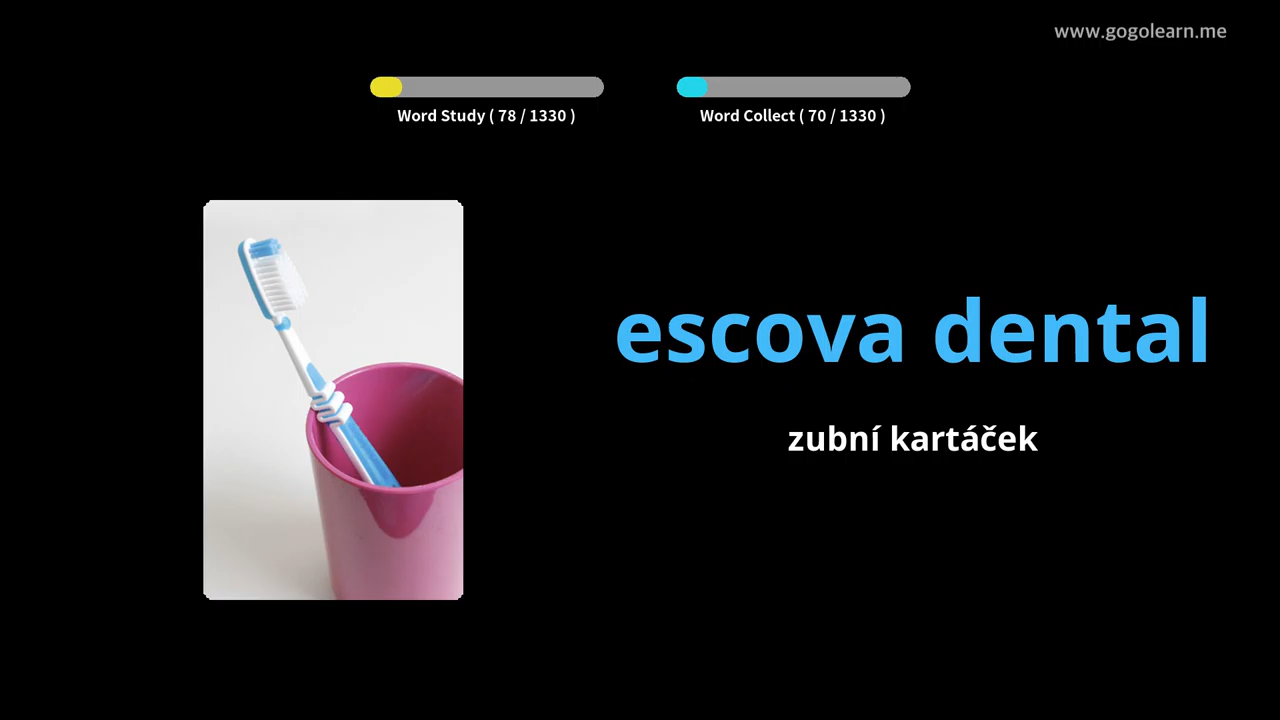 www.gogolearn.me
Word Study ( 78 / 1330 )
Word Collect ( 70 / 1330 )
escova dental
zubní kartáček